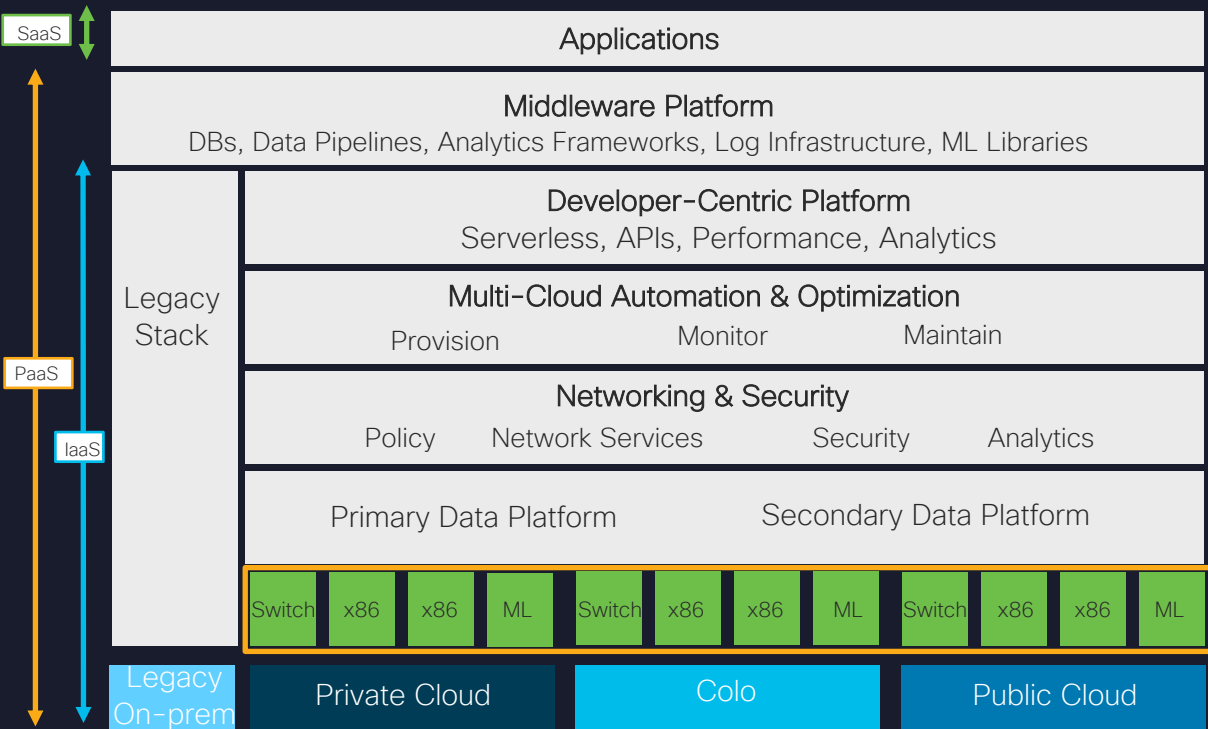 SaaS
Applications
Middleware Platform
DBs, Data Pipelines, Analytics Frameworks, Log Infrastructure, ML Libraries
Developer-Centric Platform
Serverless, APIs, Performance, Analytics
Legacy
Stack
Multi-Cloud Automation & Optimization
Provision Monitor Maintain
PaaS
Networking & Security
Policy Network Services Security Analytics
IaaS
Primary Data Platform Secondary Data Platform
Switch x86 x86 ML Switch x86 x86 ML Switch x86 x86 ML
Legacy
On-prem
Private Cloud Colo Public Cloud